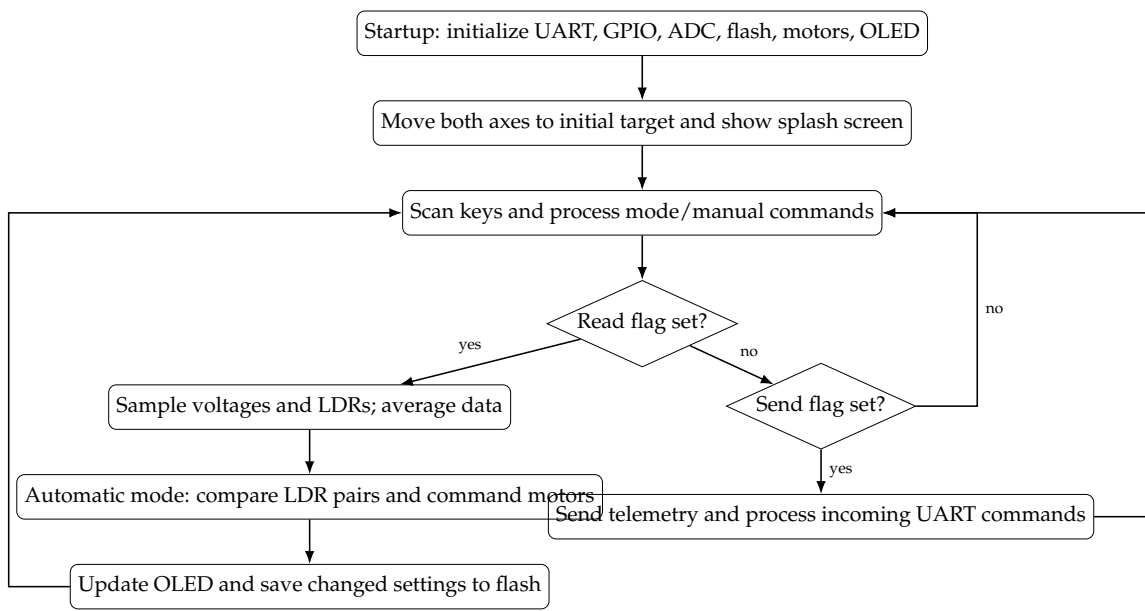 Startup: initialize UART, GPIO, ADC, flash, motors, OLED
Move both axes to initial target and show splash screen
Scan keys and process mode/manual commands
Read flag set?
yes
no
no
Sample voltages and LDRs; average data
Send flag set?
yes
Automatic mode: compare LDR pairs and command motors
Send telemetry and process incoming UART commands
Update OLED and save changed settings to flash